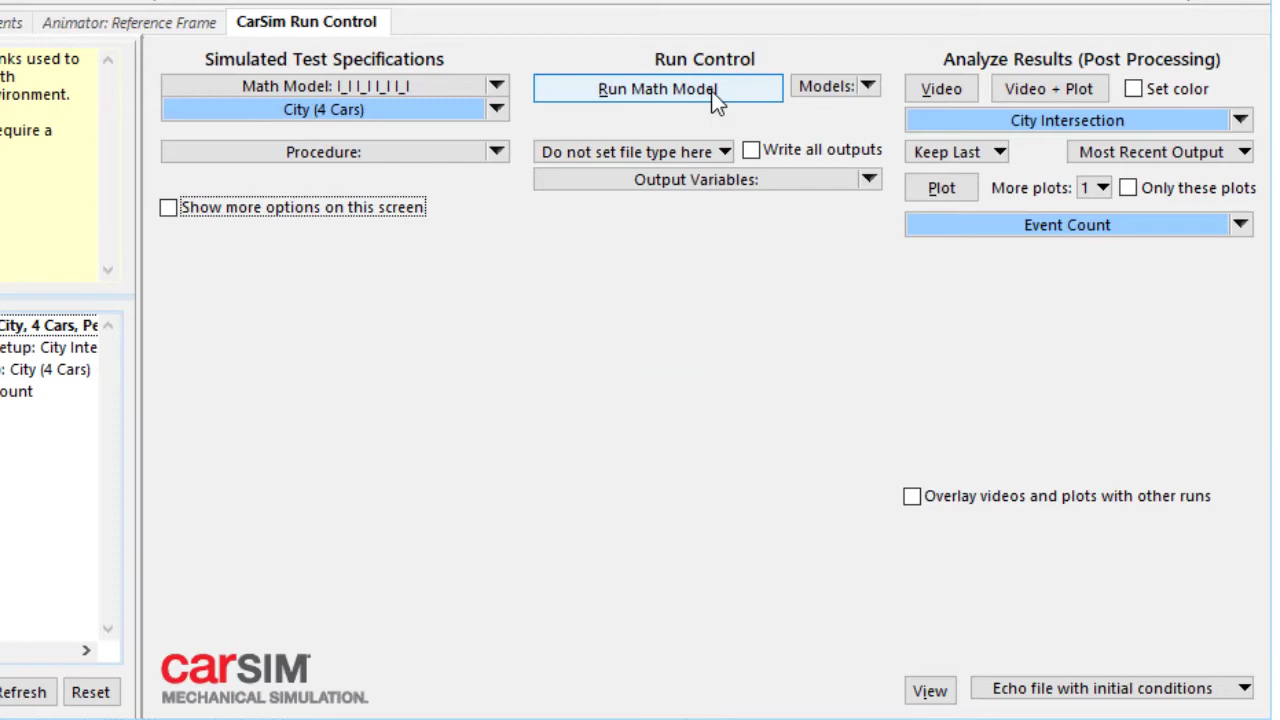 ents
Animator: Reference Frame
CarSim Run Control
nks used to
th
vironment.
equire a
City, 4 Cars, Pe
etup: City Inte
: City (4 Cars)
ount
Refresh
Reset
Simulated Test Specifications
Math Model: I_I I_I I_I I_I
City (4 Cars)
Procedure:
Show more options on this screen
carSIM
MECHANICAL SIMULATION.
Run Control
Run Math Model
Models:
Do not set file type here
Write all outputs
Output Variables:
Analyze Results (Post Processing)
Video
Video + Plot
Set color
City Intersection
Keep Last
Most Recent Output
Plot
More plots: 1
Only these plots
Event Count
Overlay videos and plots with other runs
View
Echo file with initial conditions